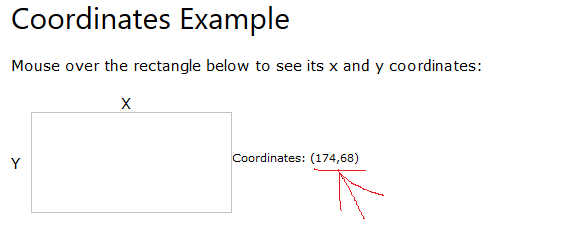 Coordinates Example
Mouse over the rectangle below to see its x and y coordinates:
X
Y
Coordinates: (174,68)